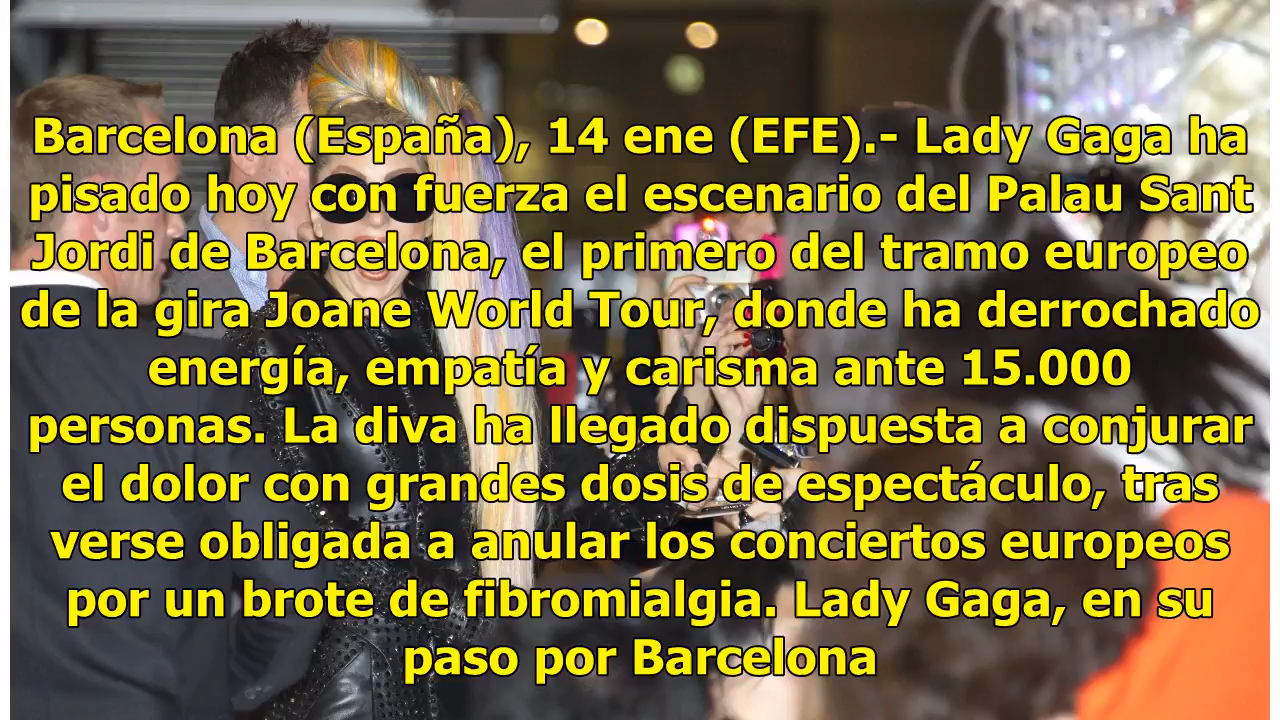 Barcelona (España), 14 ene (EFE).- Lady Gaga ha
pisado hoy con fuerza el escenario del Palau Sant
Jordi de Barcelona, el primero del tramo europeo
de la gira Joane World Tour, donde ha derrochado
energía, empatía y carisma ante 15.000
personas. La diva ha llegado dispuesta a conjurar
el dolor con grandes dosis de espectáculo, tras
verse obligada a anular los conciertos europeos
por un brote de fibromialgia. Lady Gaga, en su
paso por Barcelona